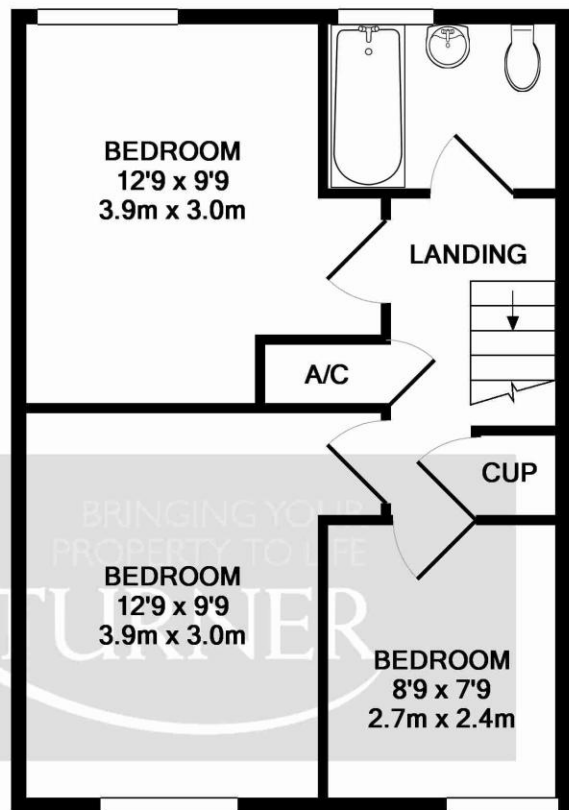 BEDROOM
12'9 x 9'9
3.9m x 3.0m
LANDING
A/C
CUP
BRINGING YOUR
PROPERTY TO LIFE
TURNER
BEDROOM
12'9 x 9'9
3.9m x 3.0m
BEDROOM
8'9 x 7'9
2.7m x 2.4m